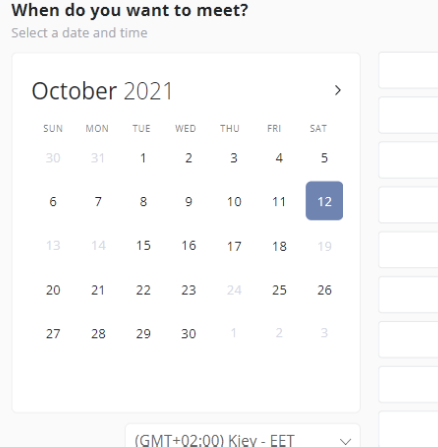 When do you want to meet?
Select a date and time
October 2021
SUN MON TUE WED THU FRI SAT
30 31 1 2 3 4 5
6 7 8 9 10 11 12
13 14 15 16 17 18 19
20 21 22 23 24 25 26
27 28 29 30 1 2 3
(GMT+02:00) Kiev - EET